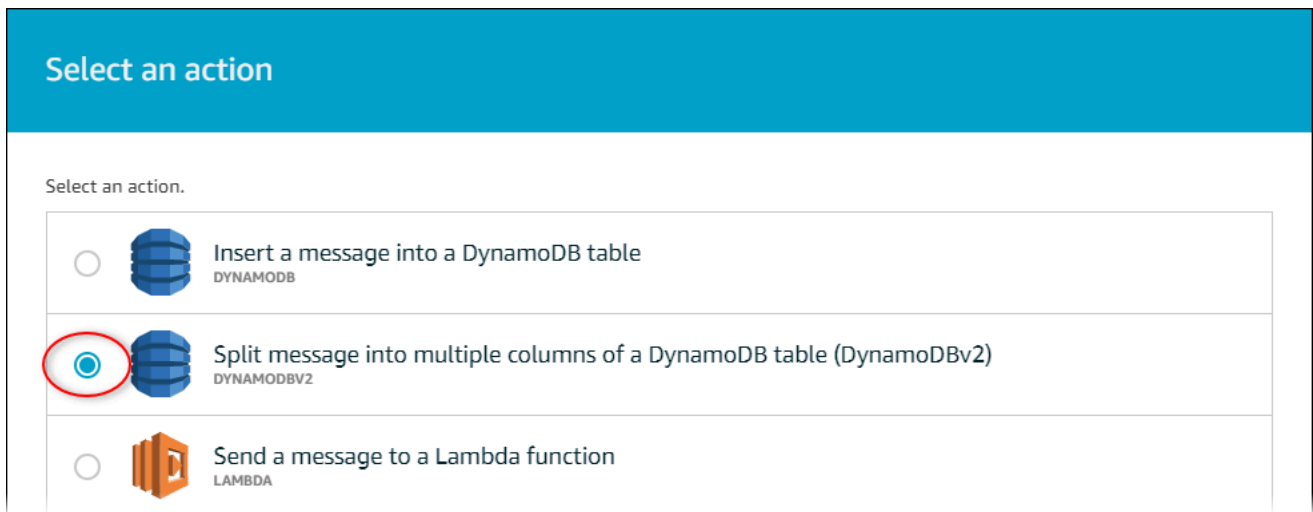 Select an action
Select an action.
Insert a message into a DynamoDB table
DYNAMODB
Split message into multiple columns of a DynamoDB table (DynamoDBv2)
DYNAMODBV2
Send a message to a Lambda function
LAMBDA